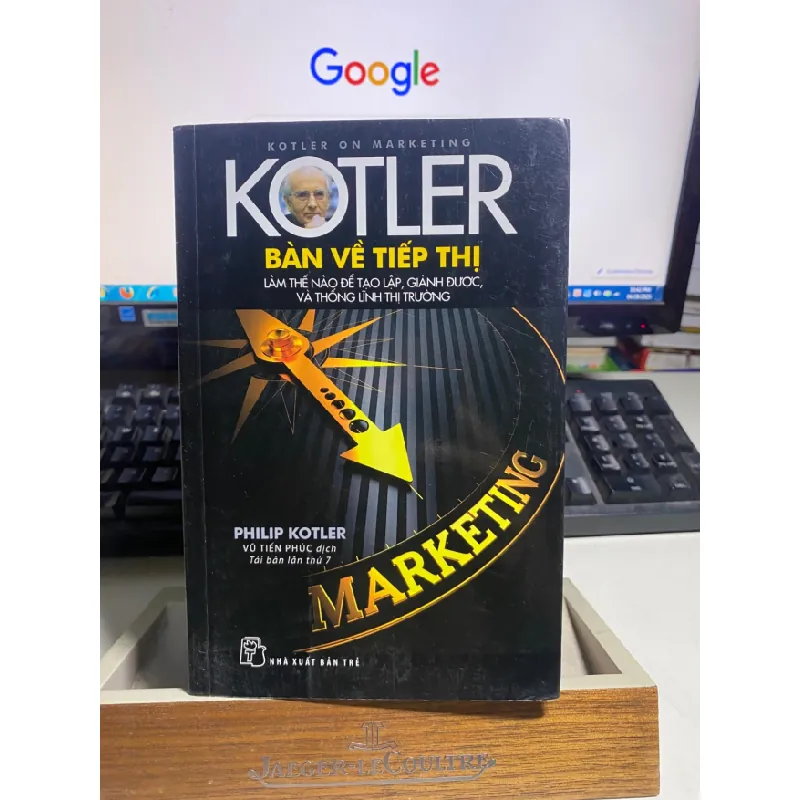 Google
KOTLER ON MARKETING
KOTLER
BÀN VỀ TIẾP THỊ
LÀM THẾ NÀO ĐỂ TẠO LẬP, GIÀNH ĐƯỢC,
VÀ THỐNG LĨNH THỊ TRƯỜNG
MARKETING
PHILIP KOTLER
VŨ TIẾN PHÚC dịch
Tái bản lần thứ 7
NHÀ XUẤT BẢN TRẺ
JAEGER-LECOULTRE